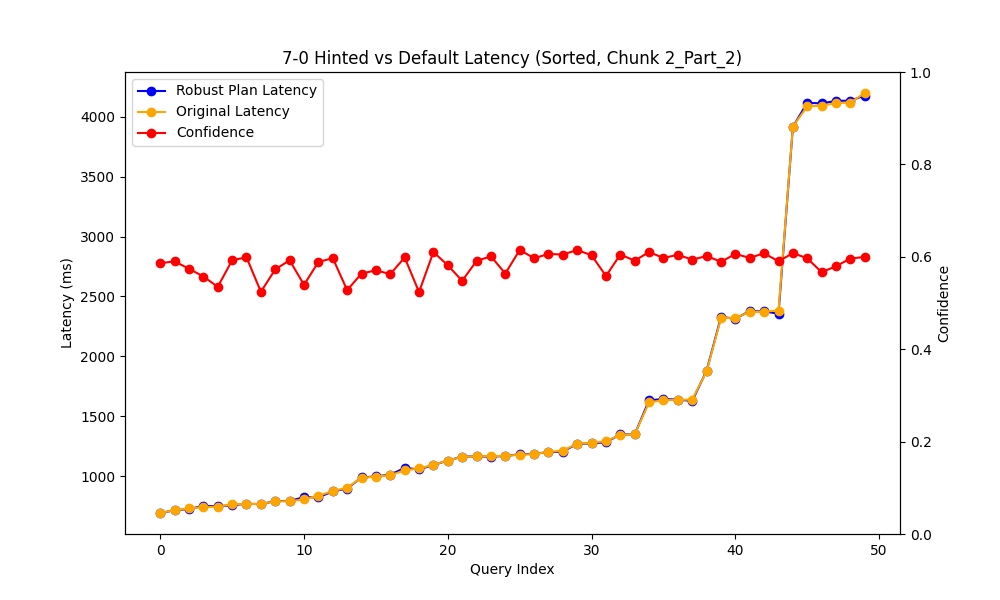 7-0 Hinted vs Default Latency (Sorted, Chunk 2_Part_2)
Robust Plan Latency
Original Latency
Confidence
Latency (ms)
4000
3500
3000
2500
2000
1500
1000
1.0
0.8
0.6
0.4
0.2
0.0
Confidence
0 10 20 30 40 50
Query Index